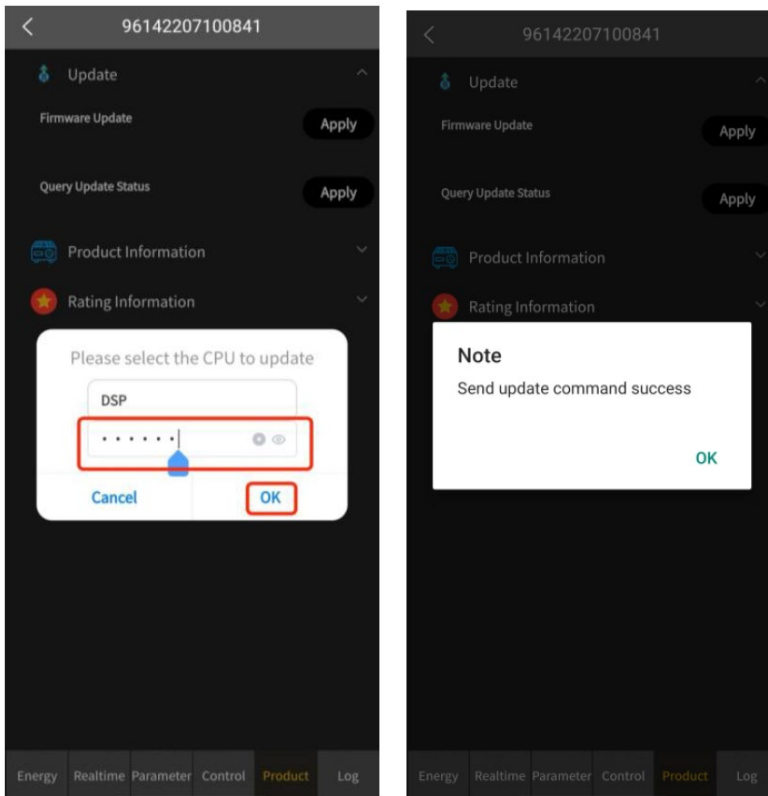 96142207100841
Update
Firmware Update
Apply
Query Update Status
Apply
Product Information
Rating Information
Please select the CPU to update
DSP
······
Cancel
OK
Energy Realtime Parameter Control Product Log
96142207100841
Update
Firmware Update
Apply
Query Update Status
Apply
Product Information
Rating Information
Note
Send update command success
OK
Energy Realtime Parameter Control Product Log